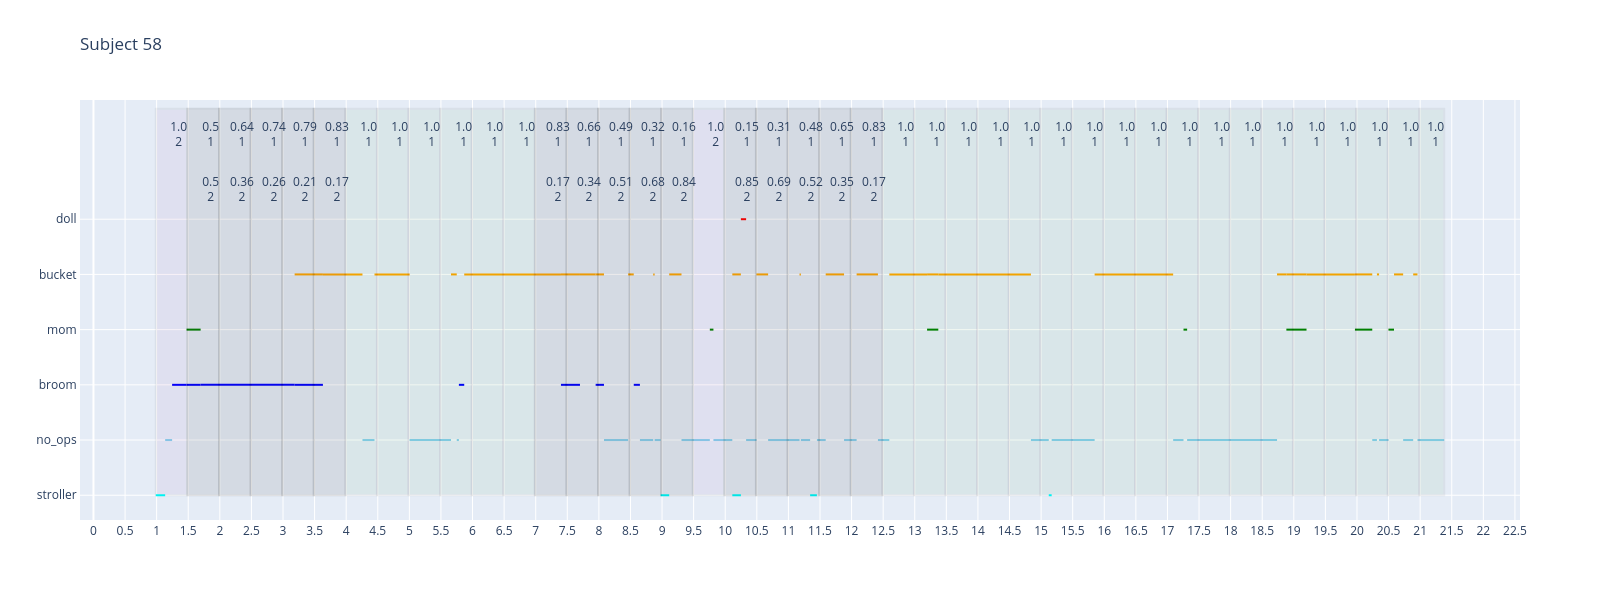 Subject 58
1.0 0.5 0.64 0.74 0.79 0.83 1.0 1.0 1.0 1.0 1.0 1.0 0.83 0.66 0.49 0.32 0.16 1.0 0.15 0.31 0.48 0.65 0.83 1.0 1.0 1.0 1.0 1.0 1.0 1.0 1.0 1.0 1.0 1.0 1.0 1.0 1.0 1.0 1.0 1.0 1.0
2 1 1 1 1 1 1 1 1 1 1 1 1 1 1 1 1 2 1 1 1 1 1 1 1 1 1 1 1 1 1 1 1 1 1 1 1 1 1 1 1
0.5 0.36 0.26 0.21 0.17 0.17 0.34 0.51 0.68 0.84 0.85 0.69 0.52 0.35 0.17
2 2 2 2 2 2 2 2 2 2 2 2 2 2 2
doll
bucket
mom
broom
no_ops
stroller
0 0.5 1 1.5 2 2.5 3 3.5 4 4.5 5 5.5 6 6.5 7 7.5 8 8.5 9 9.5 10 10.5 11 11.5 12 12.5 13 13.5 14 14.5 15 15.5 16 16.5 17 17.5 18 18.5 19 19.5 20 20.5 21 21.5 22 22.5